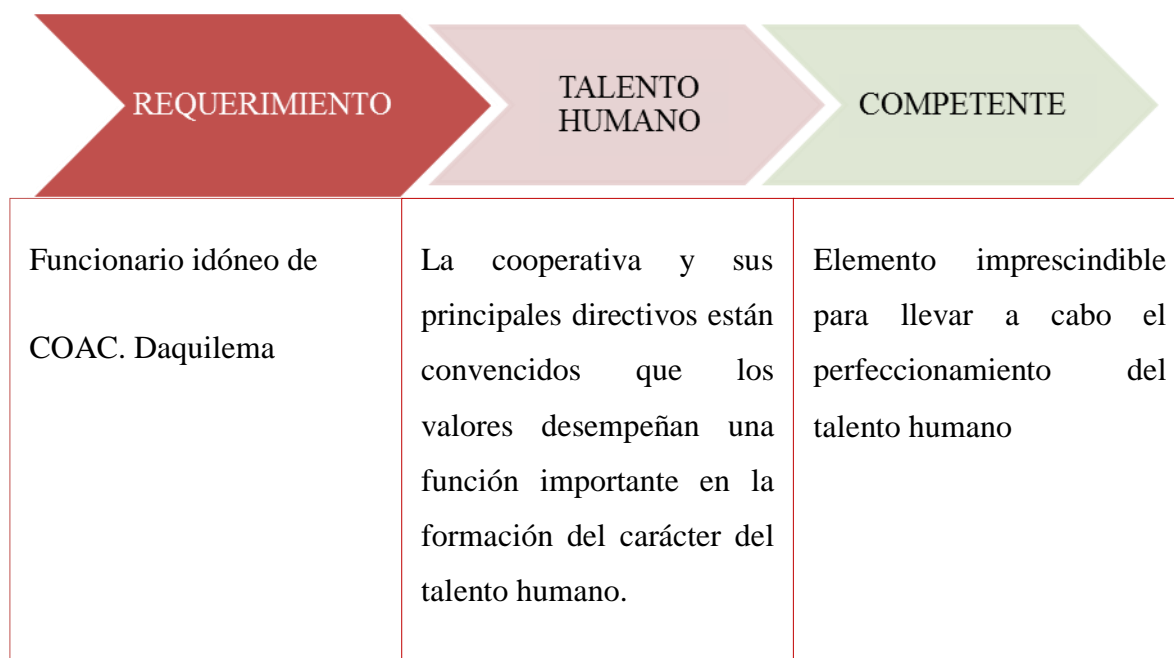 REQUERIMIENTO
TALENTO
HUMANO
COMPETENTE
Funcionario idóneo de
COAC. Daquilema
La cooperativa y sus
principales directivos están
convencidos que los
valores desempeñan una
función importante en la
formación del carácter del
talento humano.
Elemento imprescindible
para llevar a cabo el
perfeccionamiento del
talento humano